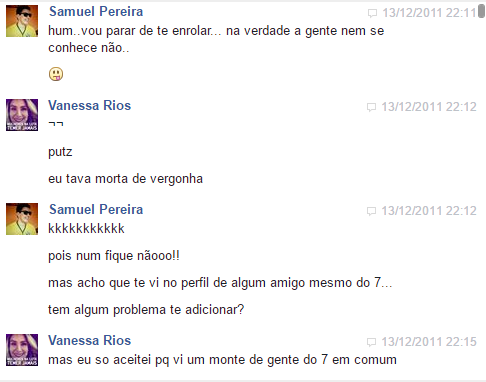 Samuel Pereira 13/12/2011 22:11
hum..vou parar de te enrolar... na verdade a gente nem se
conhece não..
Vanessa Rios 13/12/2011 22:12
¬¬
putz
eu tava morta de vergonha
Samuel Pereira 13/12/2011 22:12
kkkkkkkkkkk
pois num fique nãooo!!
mas acho que te vi no perfil de algum amigo mesmo do 7...
tem algum problema te adicionar?
Vanessa Rios 13/12/2011 22:15
mas eu so aceitei pq vi um monte de gente do 7 em comum